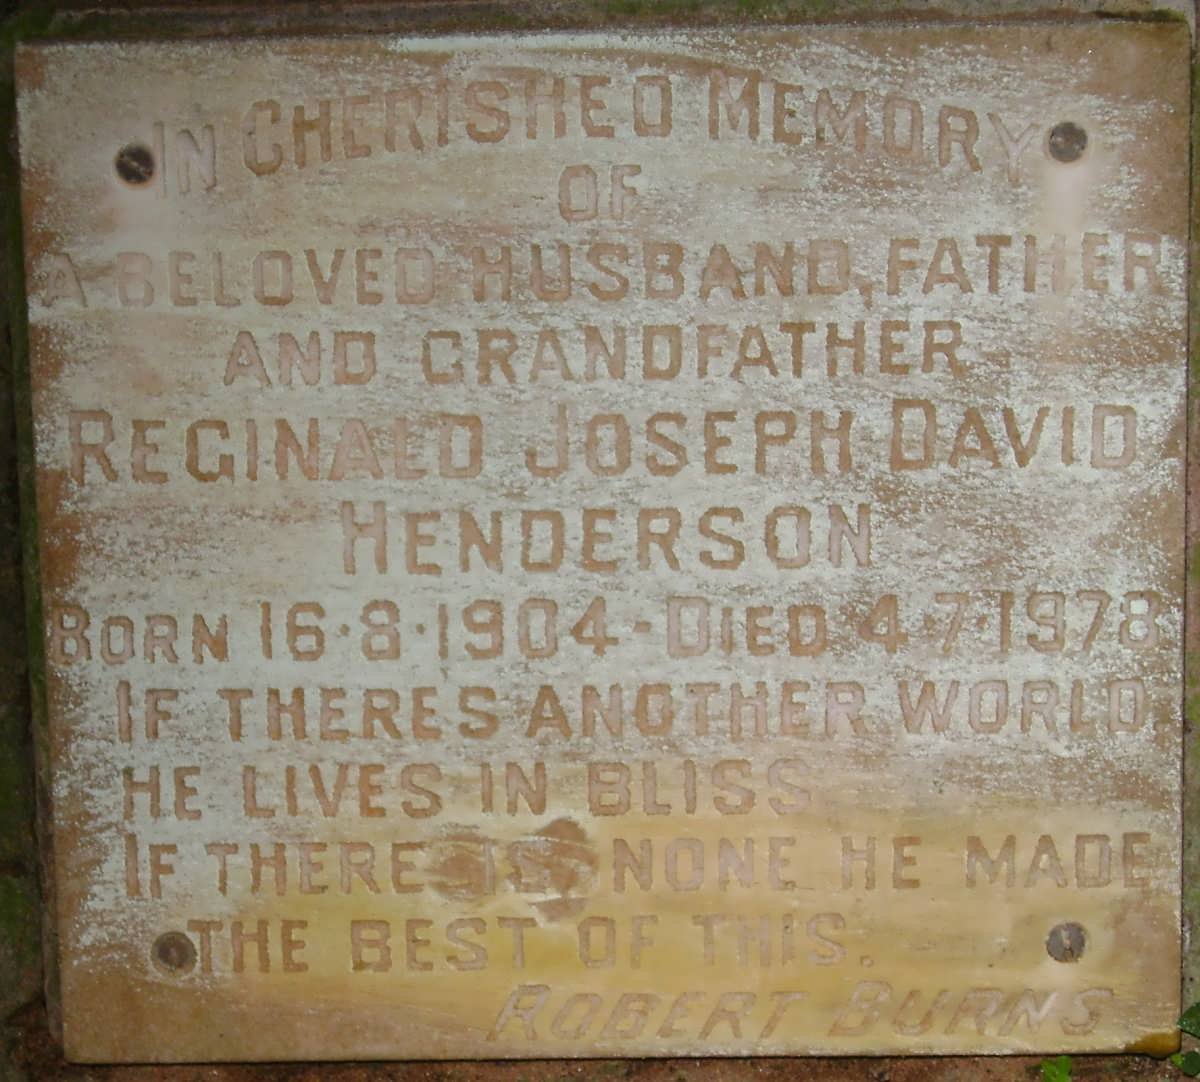 IN CHERISHED MEMORY
OF
A BELOVED HUSBAND, FATHER
AND GRANDFATHER
REGINALD JOSEPH DAVID
HENDERSON
BORN 16·8·1904·DIED 4·7·1978
IF THERES ANOTHER WORLD
HE LIVES IN BLISS
IF THERE IS NONE HE MADE
THE BEST OF THIS.
ROBERT BURNS